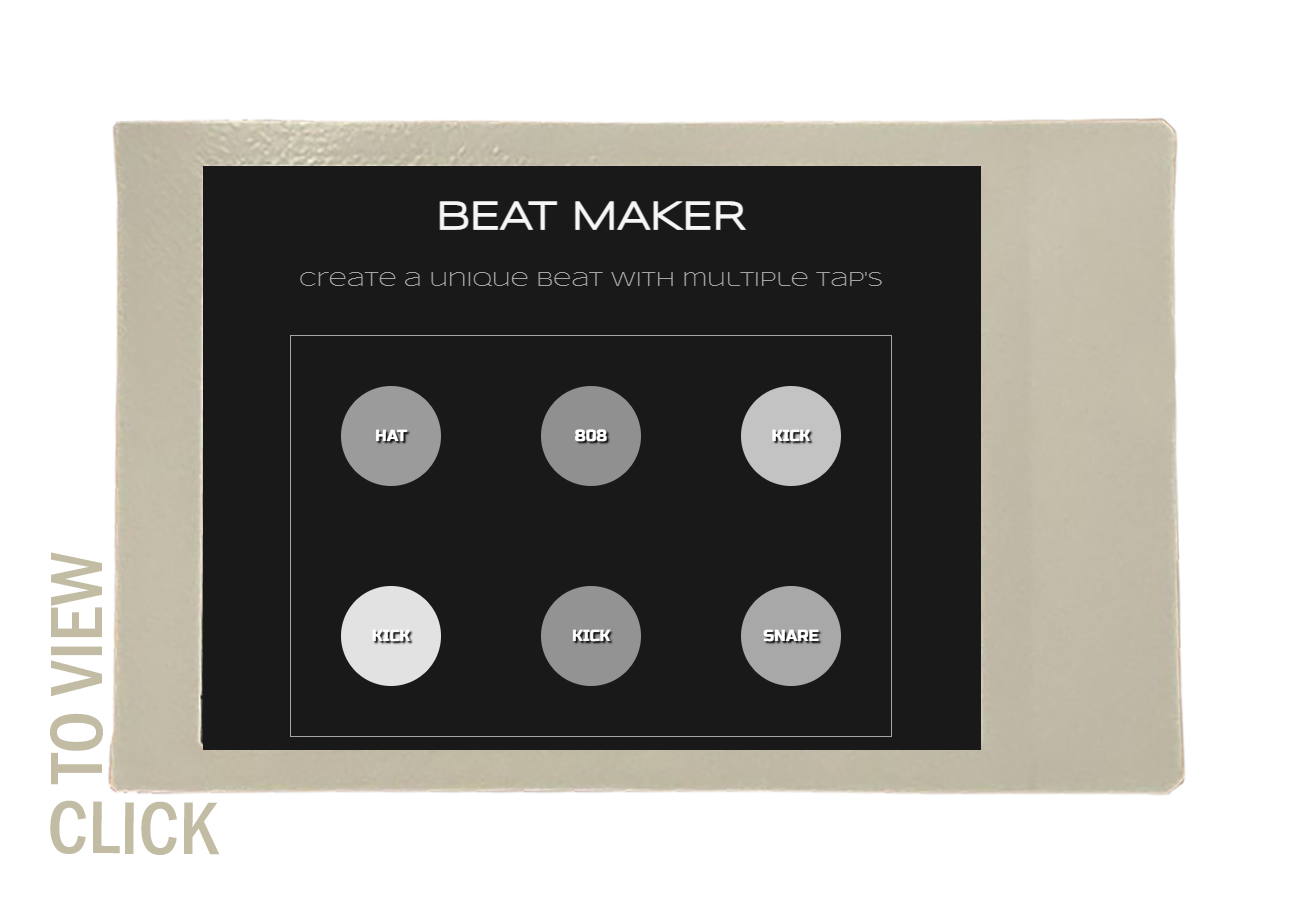 BEAT MAKER
Create a unique beat with multiple tap's
HAT
808
KICK
KICK
KICK
SNARE
CLICK
TO VIEW